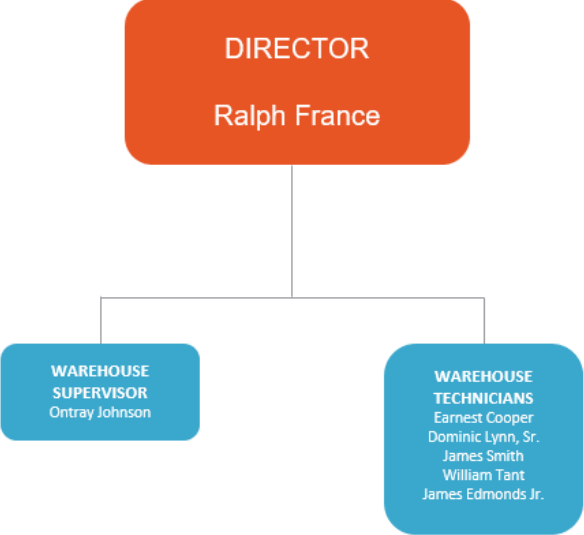 DIRECTOR
Ralph France
WAREHOUSE
SUPERVISOR
Ontray Johnson
WAREHOUSE
TECHNICIANS
Earnest Cooper
Dominic Lynn, Sr.
James Smith
William Tant
James Edmonds Jr.